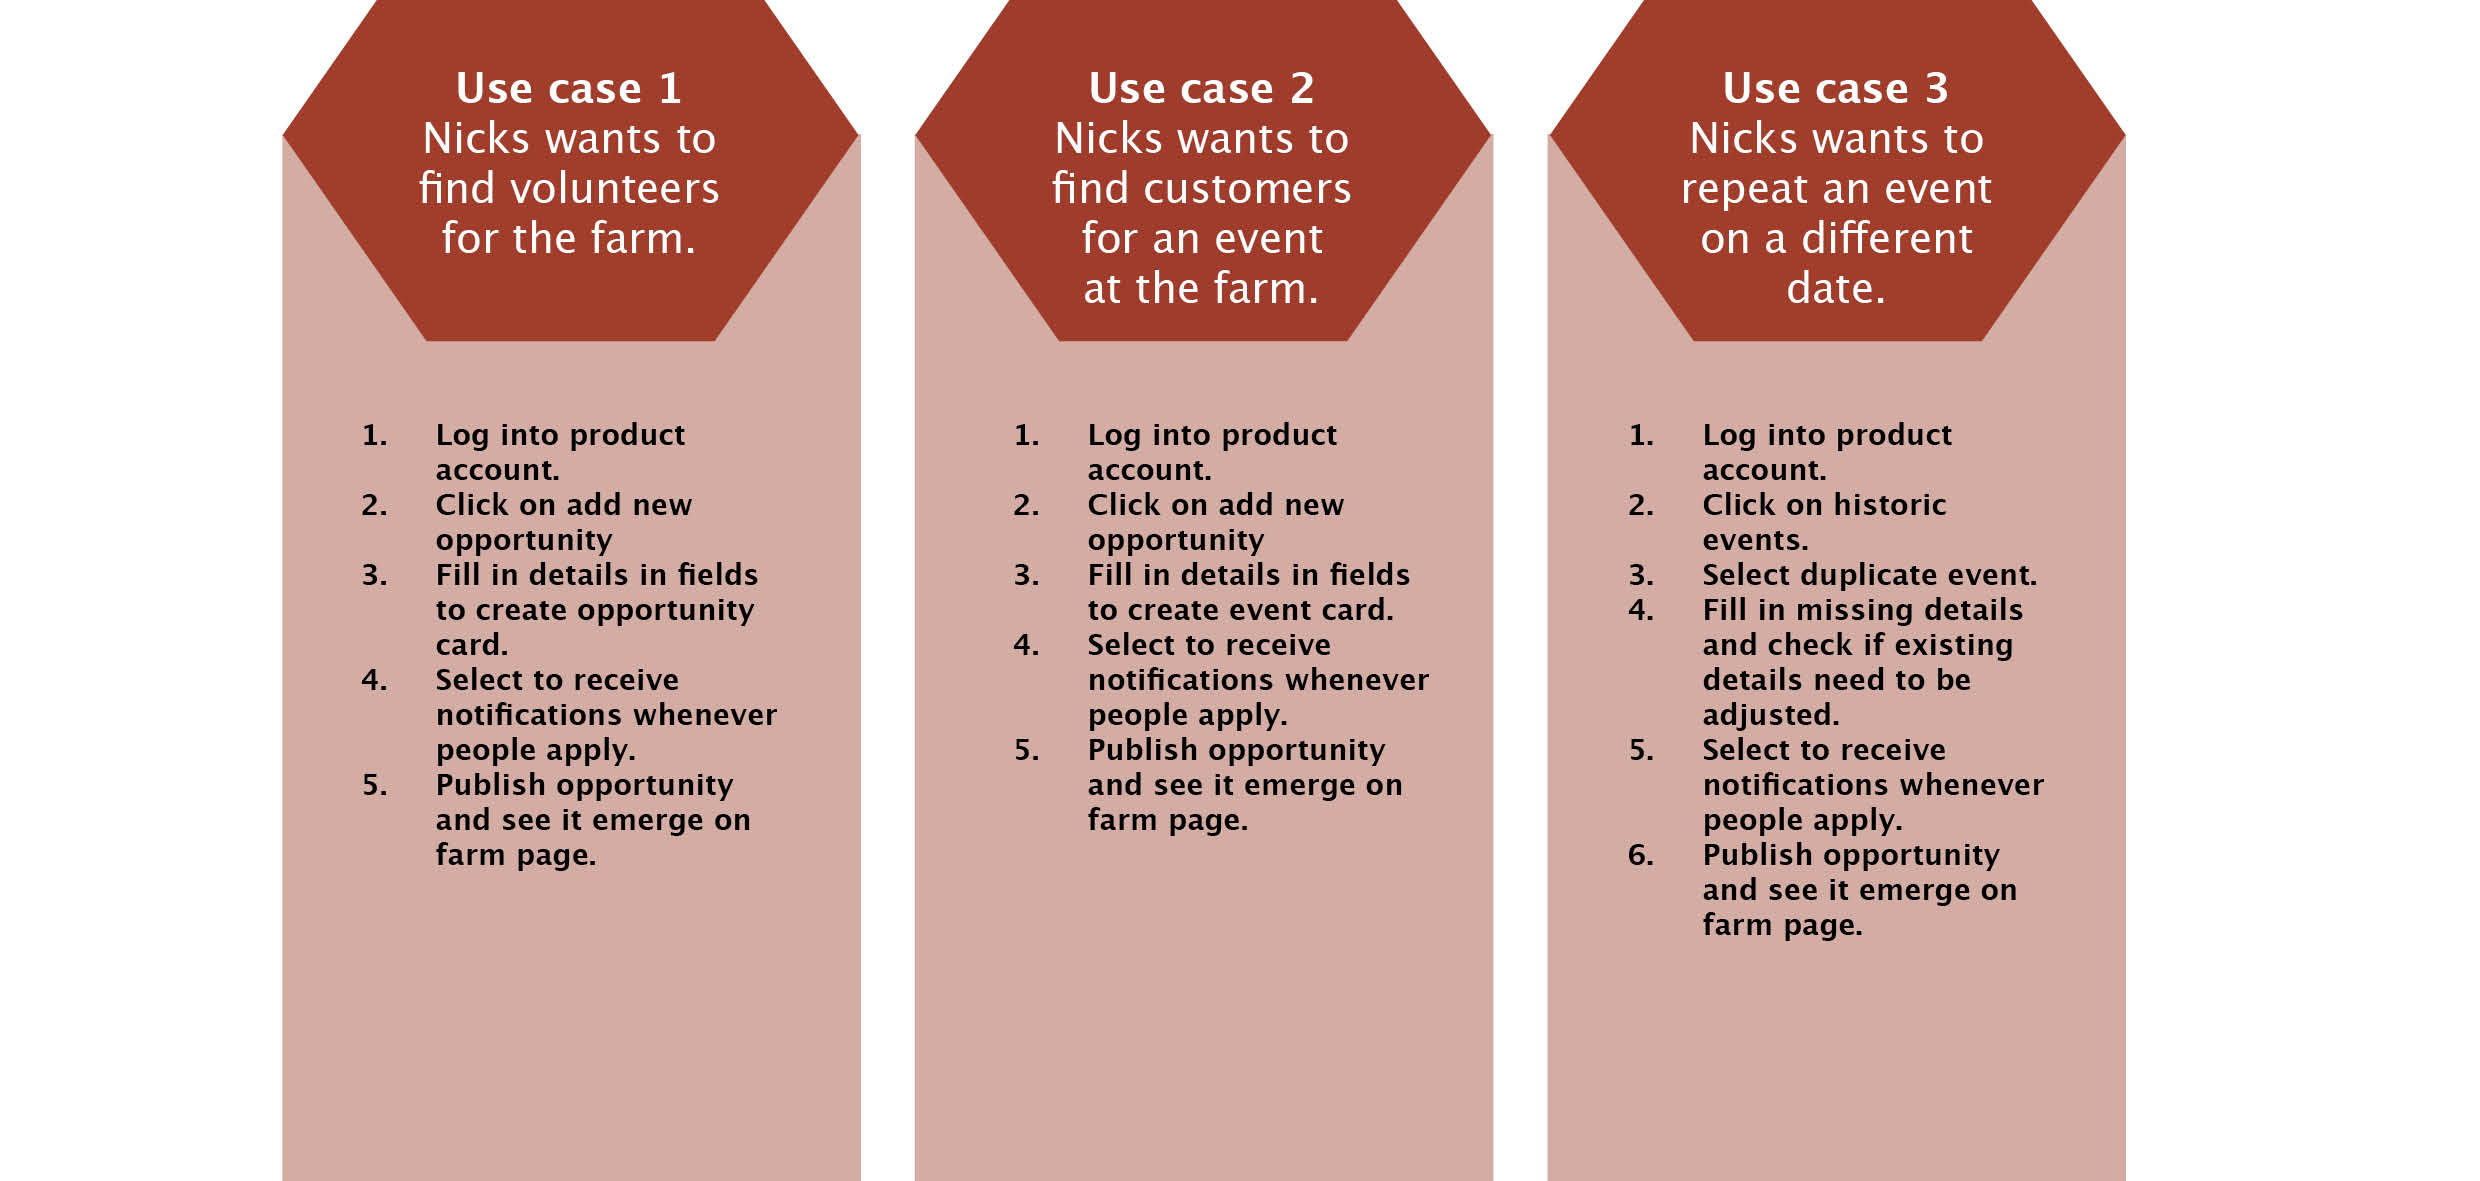 Use case 1
Nicks wants to
find volunteers
for the farm.
1. Log into product
account.
2. Click on add new
opportunity
3. Fill in details in fields
to create opportunity
card.
4. Select to receive
notifications whenever
people apply.
5. Publish opportunity
and see it emerge on
farm page.
Use case 2
Nicks wants to
find customers
for an event
at the farm.
1. Log into product
account.
2. Click on add new
opportunity
3. Fill in details in fields
to create event card.
4. Select to receive
notifications whenever
people apply.
5. Publish opportunity
and see it emerge on
farm page.
Use case 3
Nicks wants to
repeat an event
on a different
date.
1. Log into product
account.
2. Click on historic
events.
3. Select duplicate event.
4. Fill in missing details
and check if existing
details need to be
adjusted.
5. Select to receive
notifications whenever
people apply.
6. Publish opportunity
and see it emerge on
farm page.